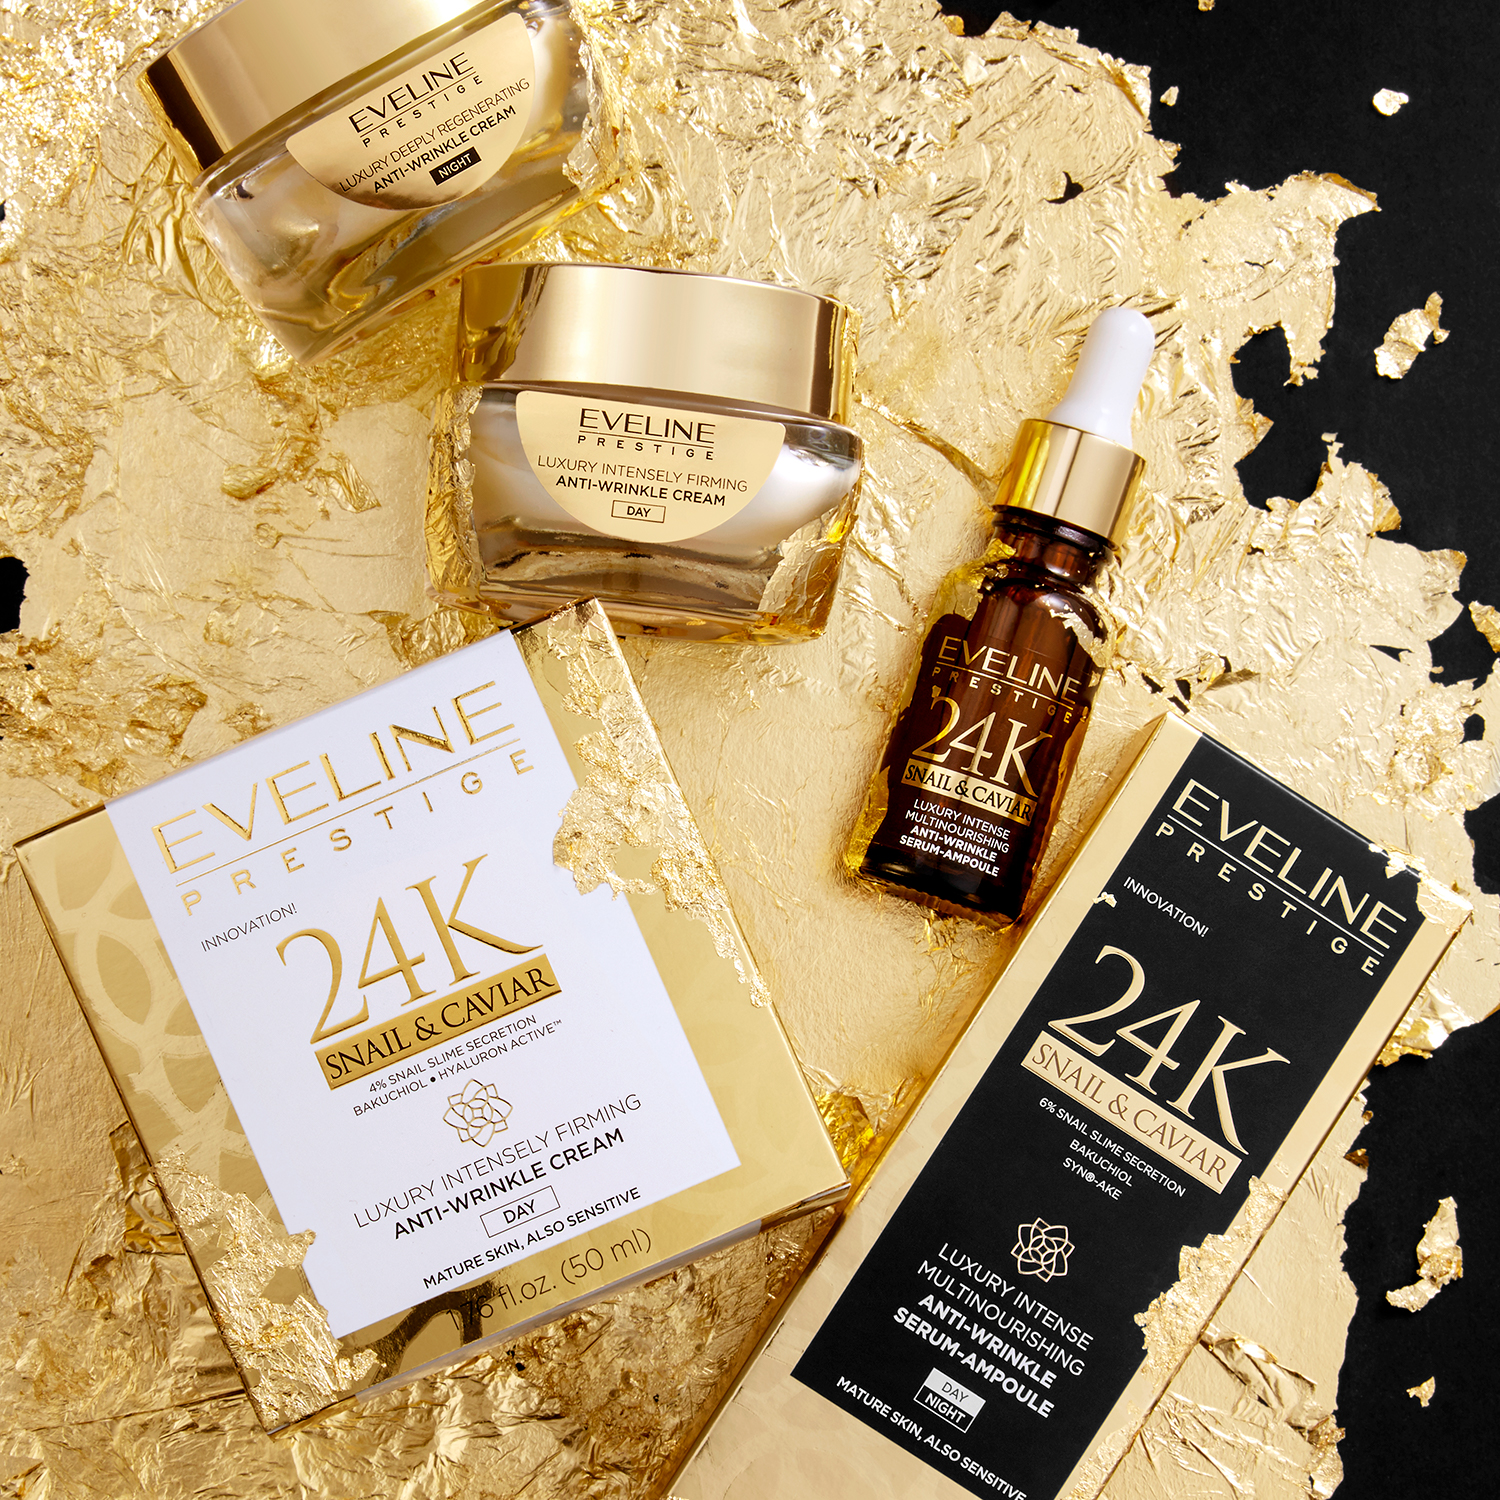 EVELINE
PRESTIGE
LUXURY DEEPLY REGENERATING
ANTI-WRINKLE CREAM
NIGHT
EVELINE
PRESTIGE
LUXURY INTENSELY FIRMING
ANTI-WRINKLE CREAM
DAY
EVELINE
PRESTIGE
24K
SNAIL & CAVIAR
LUXURY INTENSE
MULTINOURISHING
ANTI-WRINKLE
SERUM-AMPOULE
EVELINE
PRESTIGE
INNOVATION!
24K
SNAIL & CAVIAR
4% SNAIL SLIME SECRETION
BAKUCHIOL • HYALURON ACTIVE™
LUXURY INTENSELY FIRMING
ANTI-WRINKLE CREAM
DAY
MATURE SKIN, ALSO SENSITIVE
fl.oz. (50 ml)
EVELINE
PRESTIGE
INNOVATION!
24K
SNAIL & CAVIAR
6% SNAIL SLIME SECRETION
BAKUCHIOL
SYN®-AKE
LUXURY INTENSE
MULTINOURISHING
ANTI-WRINKLE
SERUM-AMPOULE
DAY
NIGHT
MATURE SKIN, ALSO SENSITIVE